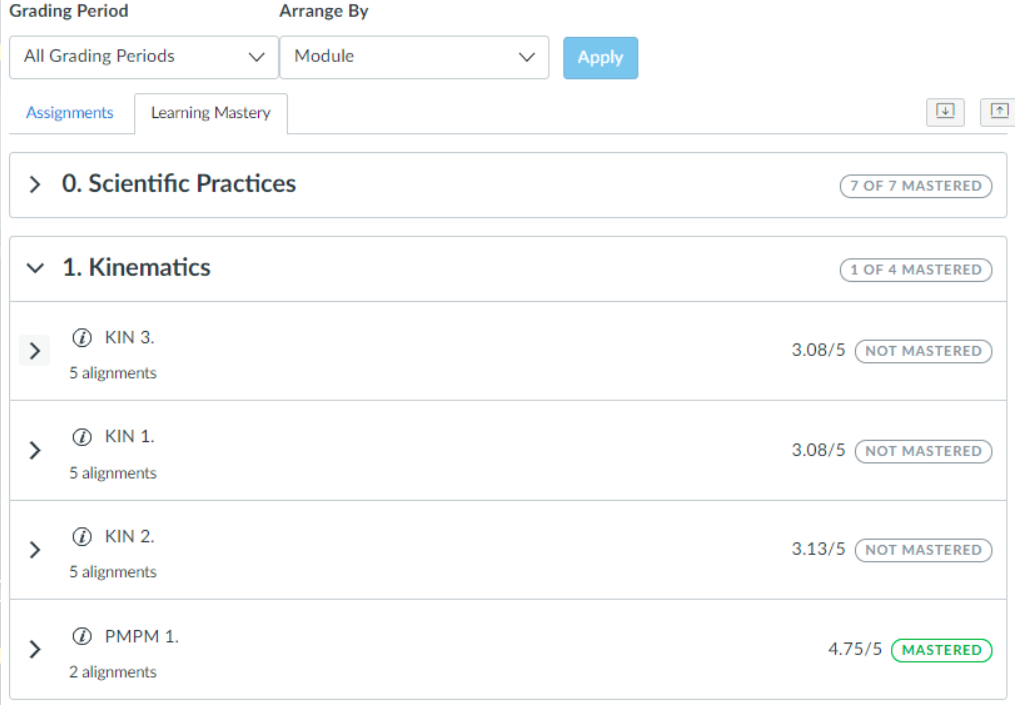 Grading Period Arrange By
All Grading Periods Module Apply
Assignments Learning Mastery
0. Scientific Practices 7 OF 7 MASTERED
1. Kinematics 1 OF 4 MASTERED
KIN 3.
3.08/5 NOT MASTERED
5 alignments
KIN 1.
3.08/5 NOT MASTERED
5 alignments
KIN 2.
3.13/5 NOT MASTERED
5 alignments
PMPM 1.
4.75/5 MASTERED
2 alignments